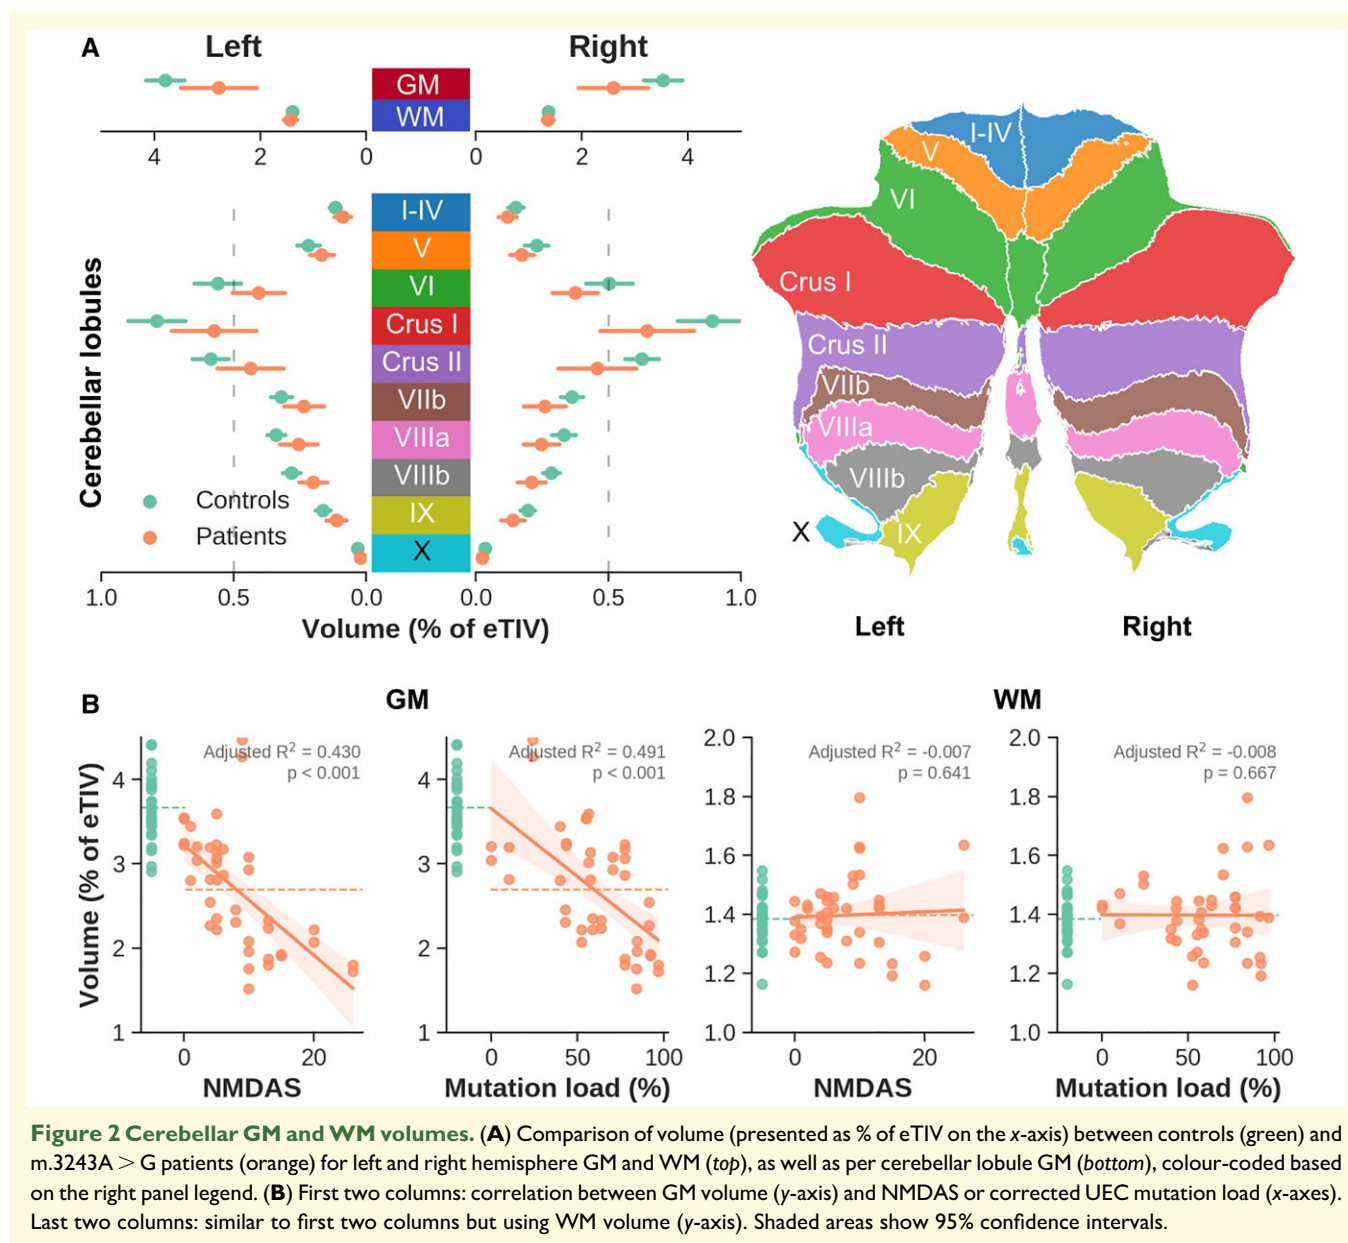 A
Left
Right
GM
WM
4
2
0
0
2
4
Cerebellar lobules
I-IV
V
VI
Crus I
Crus II
VIIb
VIIIa
VIIIb
IX
X
Controls
Patients
1.0
0.5
0.0
0.0
0.5
1.0
Volume (% of eTIV)
I-IV
V
VI
Crus I
Crus II
VIIb
VIIIa
VIIIb
X
IX
Left
Right
B
GM
WM
Volume (% of eTIV)
Adjusted R² = 0.430
p < 0.001
4
3
2
1
0
20
NMDAS
Adjusted R² = 0.491
p < 0.001
4
3
2
1
0
50
100
Mutation load (%)
Adjusted R² = -0.007
p = 0.641
2.0
1.8
1.6
1.4
1.2
1.0
0
20
NMDAS
Adjusted R² = -0.008
p = 0.667
2.0
1.8
1.6
1.4
1.2
1.0
0
50
100
Mutation load (%)
Figure 2 Cerebellar GM and WM volumes. (A) Comparison of volume (presented as % of eTIV on the x-axis) between controls (green) and
m.3243A > G patients (orange) for left and right hemisphere GM and WM (top), as well as per cerebellar lobule GM (bottom), colour-coded based
on the right panel legend. (B) First two columns: correlation between GM volume (y-axis) and NMDAS or corrected UEC mutation load (x-axes).
Last two columns: similar to first two columns but using WM volume (y-axis). Shaded areas show 95% confidence intervals.